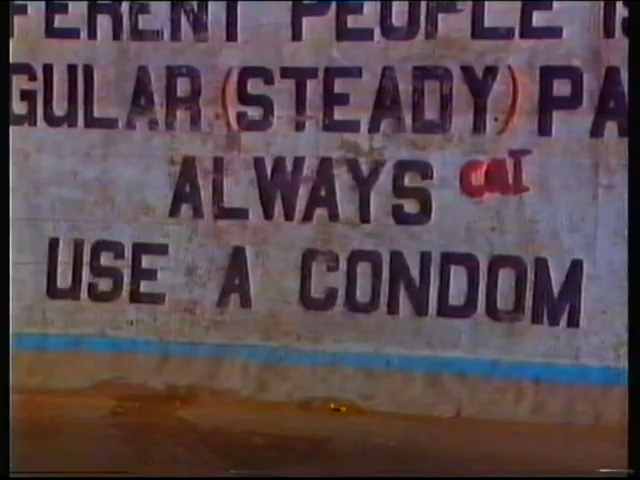 FERENT PEOPLE IS
GULAR (STEADY) PA
ALWAYS
USE A CONDOM